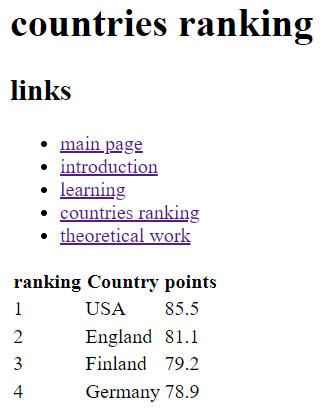 countries ranking
links
main page
introduction
learning
countries ranking
theoretical work
ranking Country points
1 USA 85.5
2 England 81.1
3 Finland 79.2
4 Germany 78.9